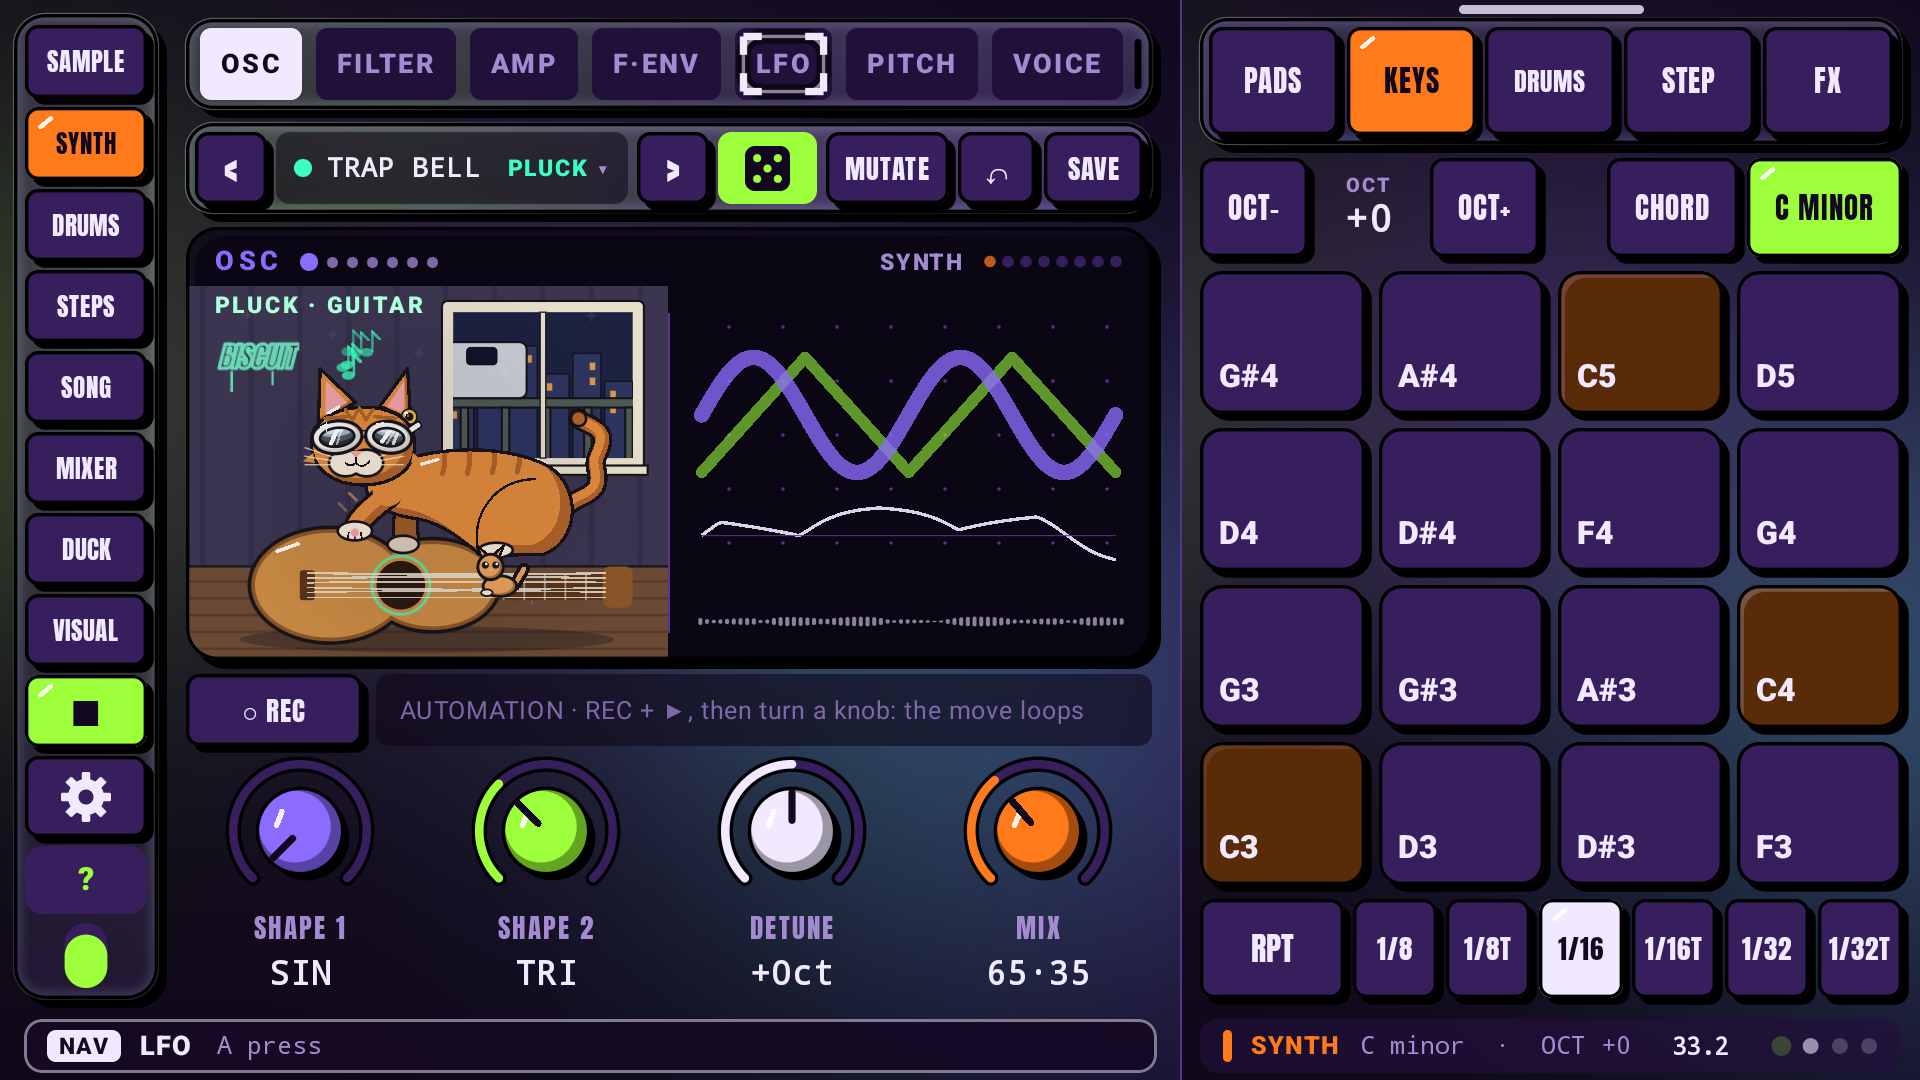 SAMPLE
SYNTH
DRUMS
STEPS
SONG
MIXER
DUCK
VISUAL
?
OSC FILTER AMP F·ENV LFO PITCH VOICE
< TRAP BELL PLUCK ▾ > MUTATE SAVE
OSC SYNTH
PLUCK · GUITAR
BISCUIT
○ REC AUTOMATION · REC + ►, then turn a knob: the move loops
SHAPE 1 SHAPE 2 DETUNE MIX
SIN TRI +Oct 65·35
NAV LFO A press
PADS KEYS DRUMS STEP FX
OCT- OCT +0 OCT+ CHORD C MINOR
G#4 A#4 C5 D5
D4 D#4 F4 G4
G3 G#3 A#3 C4
C3 D3 D#3 F3
RPT 1/8 1/8T 1/16 1/16T 1/32 1/32T
SYNTH C minor · OCT +0 33.2